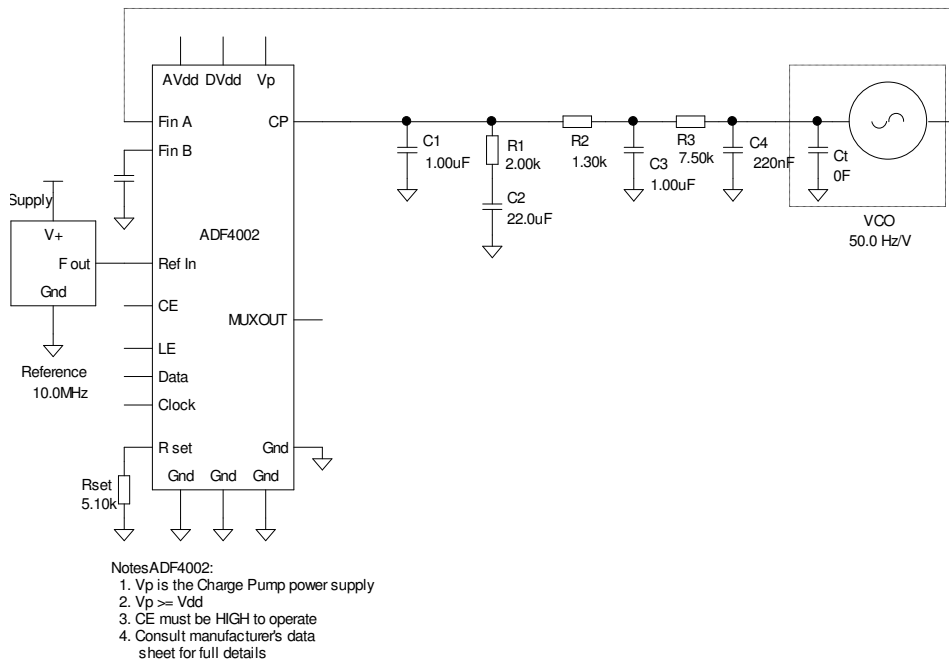 AVdd DVdd Vp
Fin A
CP
Fin B
C1
1.00uF
R1
2.00k
C2
22.0uF
R2
1.30k
C3
1.00uF
R3
7.50k
C4
220nF
Ct
0F
VCO
50.0 Hz/V
Supply
V+
F out
Gnd
Reference
10.0MHz
ADF4002
Ref In
CE
MUXOUT
LE
Data
Clock
R set
Gnd
Gnd Gnd Gnd
Rset
5.10k
NotesADF4002:
1. Vp is the Charge Pump power supply
2. Vp >= Vdd
3. CE must be HIGH to operate
4. Consult manufacturer's data
sheet for full details